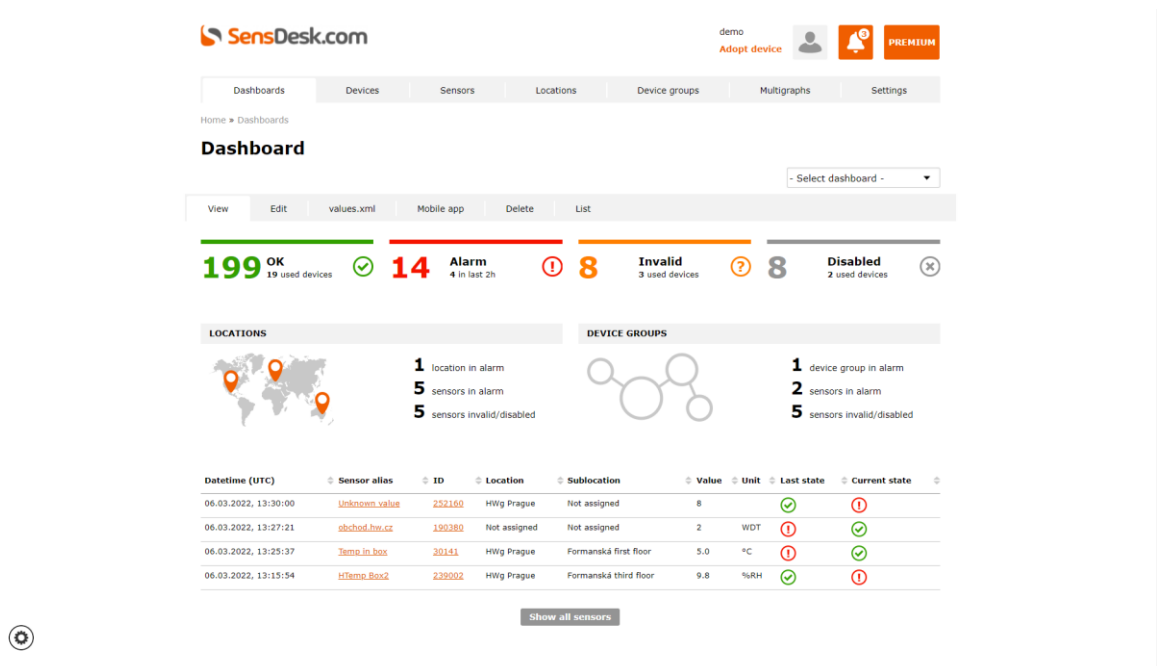 SensDesk.com
demo
Adopt device
3
PREMIUM
Dashboards Devices Sensors Locations Device groups Multigraphs Settings
Home » Dashboards
Dashboard
- Select dashboard -
View Edit values.xml Mobile app Delete List
199 OK
19 used devices
14 Alarm
4 in last 2h
8 Invalid
3 used devices
8 Disabled
2 used devices
LOCATIONS
1 location in alarm
5 sensors in alarm
5 sensors invalid/disabled
DEVICE GROUPS
1 device group in alarm
2 sensors in alarm
5 sensors invalid/disabled
Datetime (UTC) Sensor alias ID Location Sublocation Value Unit Last state Current state
06.03.2022, 13:30:00 Unknown value 252160 HWg Prague Not assigned 8
06.03.2022, 13:27:21 obchod.hw.cz 190380 Not assigned Not assigned 2 WDT
06.03.2022, 13:25:37 Temp in box 30141 HWg Prague Formanská first floor 5.0 °C
06.03.2022, 13:15:54 HTemp Box2 239002 HWg Prague Formanská third floor 9.8 %RH
Show all sensors